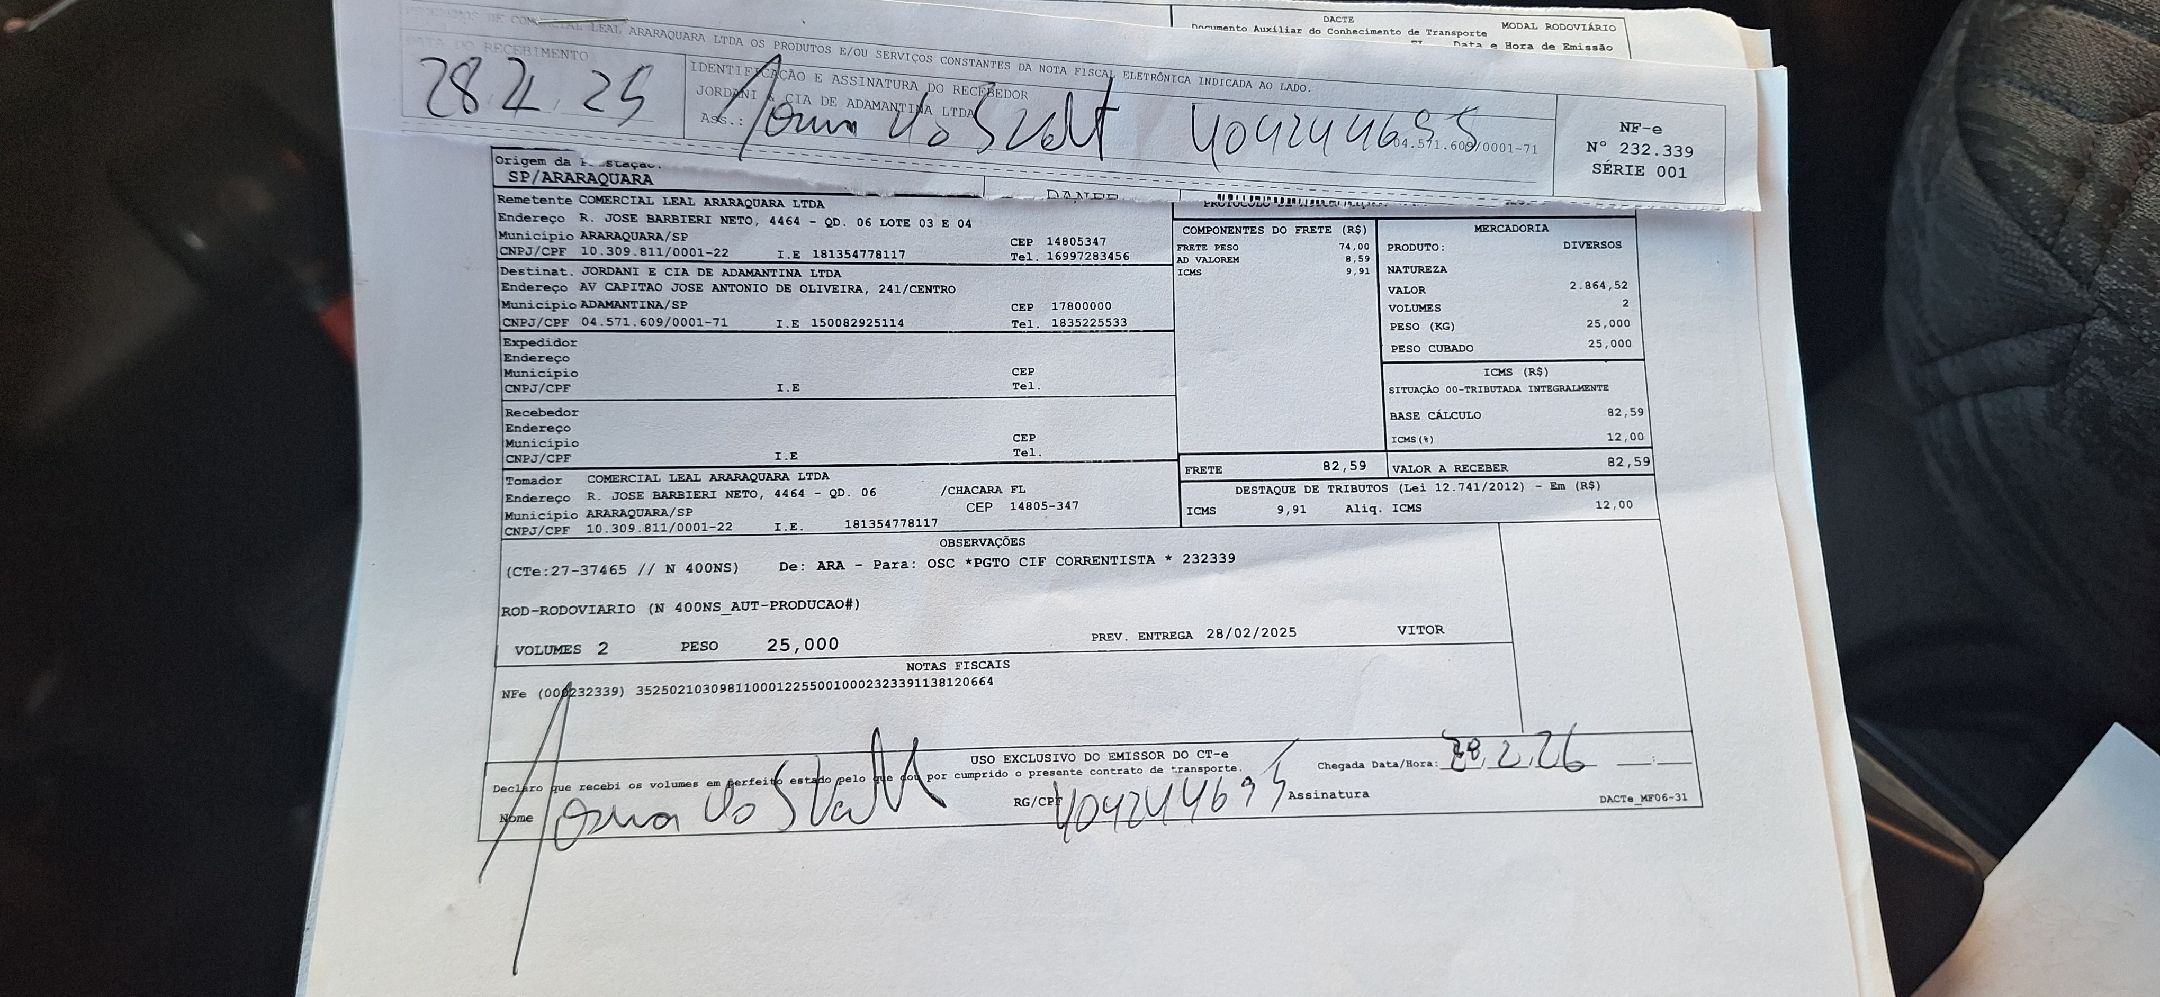 DACTE
MODAL RODOVIÁRIO
Documento Auxiliar do Conhecimento de Transporte
Data e Hora de Emissão
DE COMERCIAL LEAL ARARAQUARA LTDA OS PRODUTOS E/OU SERVIÇOS CONSTANTES DA NOTA FISCAL ELETRÔNICA INDICADA AO LADO.
DATA DO RECEBIMENTO
IDENTIFICAÇÃO E ASSINATURA DO RECEBEDOR
JORDANI & CIA DE ADAMANTINA LTDA
Ass.:
04.571.609/0001-71
NF-e
Nº 232.339
SÉRIE 001
Origem da Prestação.
SP/ARARAQUARA
DANFE
Remetente COMERCIAL LEAL ARARAQUARA LTDA
Endereço R. JOSE BARBIERI NETO, 4464 - QD. 06 LOTE 03 E 04
Município ARARAQUARA/SP CEP 14805347
CNPJ/CPF 10.309.811/0001-22 I.E 181354778117 Tel. 16997283456
Destinat. JORDANI E CIA DE ADAMANTINA LTDA
Endereço AV CAPITAO JOSE ANTONIO DE OLIVEIRA, 241/CENTRO
Município ADAMANTINA/SP CEP 17800000
CNPJ/CPF 04.571.609/0001-71 I.E 150082925114 Tel. 1835225533
Expedidor
Endereço
Município CEP
CNPJ/CPF I.E Tel.
Recebedor
Endereço
Município CEP
CNPJ/CPF I.E Tel.
Tomador COMERCIAL LEAL ARARAQUARA LTDA
Endereço R. JOSE BARBIERI NETO, 4464 - QD. 06 /CHACARA FL
Município ARARAQUARA/SP CEP 14805-347
CNPJ/CPF 10.309.811/0001-22 I.E. 181354778117
COMPONENTES DO FRETE (R$)
FRETE PESO 74,00
AD VALOREM 8,59
ICMS 9,91
FRETE 82,59
MERCADORIA
PRODUTO: DIVERSOS
NATUREZA
VALOR 2.864,52
VOLUMES 2
PESO (KG) 25,000
PESO CUBADO 25,000
ICMS (R$)
SITUAÇÃO 00-TRIBUTADA INTEGRALMENTE
BASE CÁLCULO 82,59
ICMS(%) 12,00
VALOR A RECEBER 82,59
DESTAQUE DE TRIBUTOS (Lei 12.741/2012) - Em (R$)
ICMS 9,91 Aliq. ICMS 12,00
OBSERVAÇÕES
(CTe:27-37465 // N 400NS) De: ARA - Para: OSC *PGTO CIF CORRENTISTA * 232339
ROD-RODOVIARIO (N 400NS_AUT-PRODUCAO#)
VOLUMES 2 PESO 25,000 PREV. ENTREGA 28/02/2025 VITOR
NOTAS FISCAIS
NFe (000232339) 35250210309811000122550010002323391138120664
USO EXCLUSIVO DO EMISSOR DO CT-e
Declaro que recebi os volumes em perfeito estado pelo que dou por cumprido o presente contrato de transporte.
Chegada Data/Hora: 28.2.26
Nome
RG/CPF
Assinatura
DACTe_MF06-31